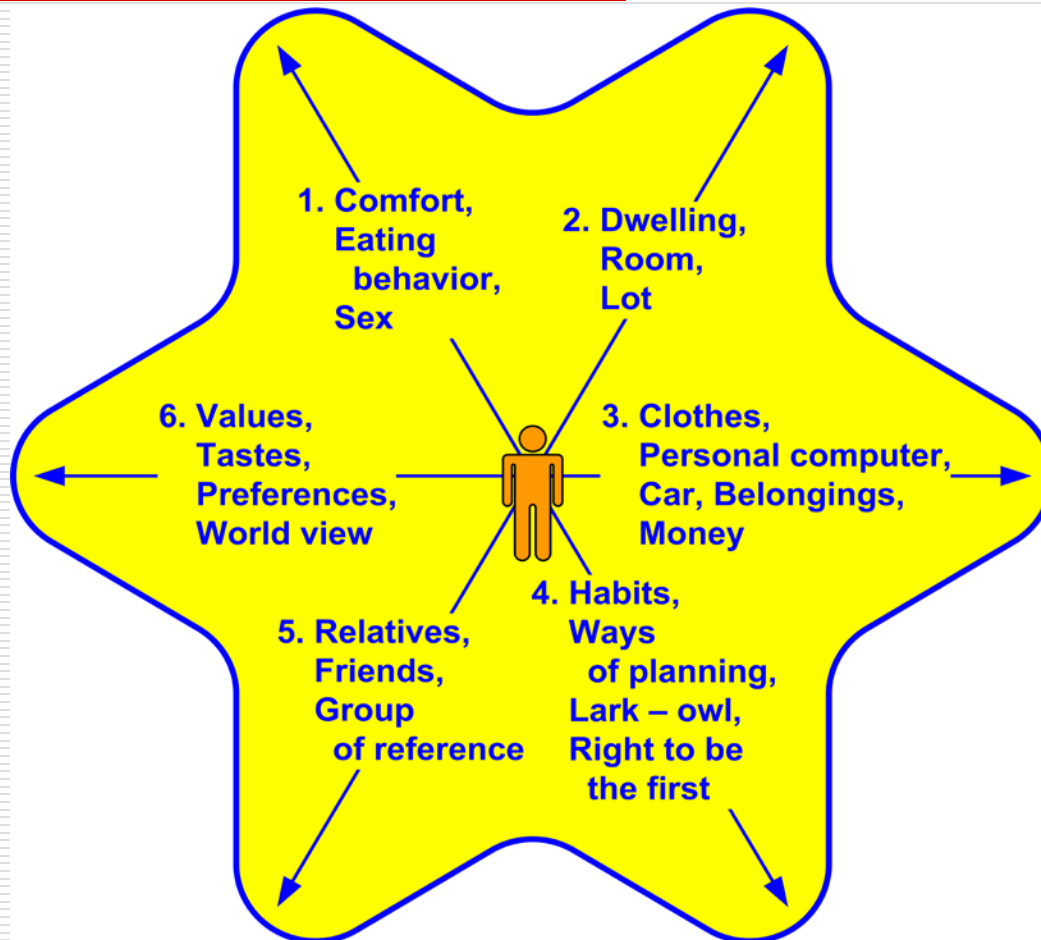 1. Comfort,
Eating
behavior,
Sex
2. Dwelling,
Room,
Lot
3. Clothes,
Personal computer,
Car, Belongings,
Money
4. Habits,
Ways
of planning,
Lark – owl,
Right to be
the first
5. Relatives,
Friends,
Group
of reference
6. Values,
Tastes,
Preferences,
World view